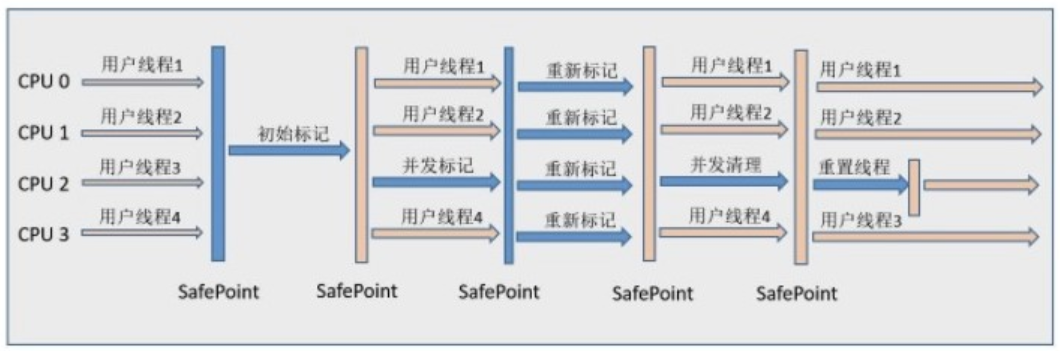 CPU 0 用户线程1 用户线程1 重新标记 用户线程1 用户线程1
CPU 1 用户线程2 初始标记 用户线程2 重新标记 用户线程2 用户线程2
CPU 2 用户线程3 并发标记 重新标记 并发清理 重置线程
CPU 3 用户线程4 用户线程4 重新标记 用户线程4 用户线程3
SafePoint SafePoint SafePoint SafePoint SafePoint